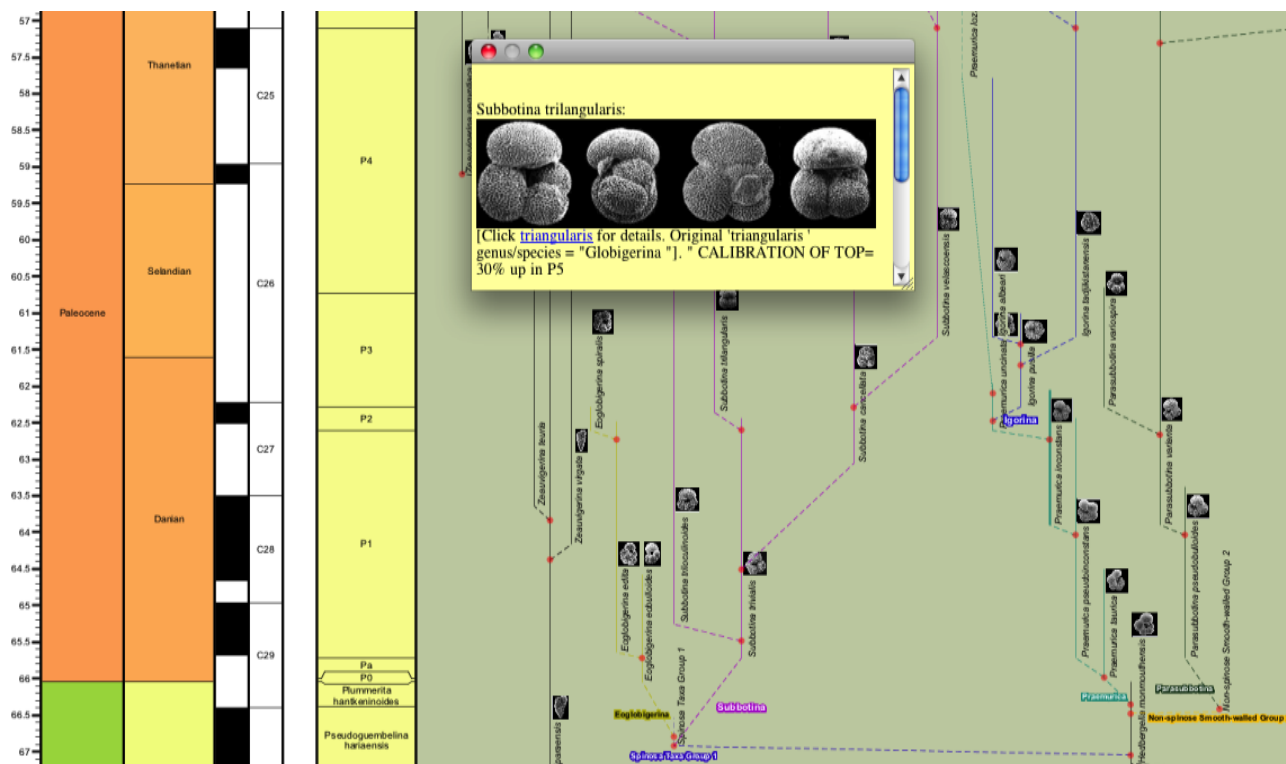 57
57.5
58
58.5
59
59.5
60
60.5
61
61.5
62
62.5
63
63.5
64
64.5
65
65.5
66
66.5
67
Paleocene
Thanetian
Selandian
Danian
C25
C26
C27
C28
C29
P4
P3
P2
P1
Pa
P0
Plummerita
hantkeninoides
Pseudoguembelina
hariaensis
Subbotina trilangularis:
[Click triangularis for details. Original 'triangularis '
genus/species = "Globigerina "]. " CALIBRATION OF TOP=
30% up in P5
Zeauvigerina teuria
Zeauvigerina virgata
Eoglobigerina spiralis
Eoglobigerina edita
Eoglobigerina eobulloides
Subbotina triloculinoides
Spinose Taxa Group 1
Subbotina trilangularis
Subbotina trivialis
Subbotina cancellata
Subbotina velascoensis
Praemurica uncinata
Igorina albeari
Igorina pusilla
Igorina tadjikistanensis
Praemurica inconstans
Praemurica pseudoinconstans
Praemurica taurica
Hedbergella monmouthensis
Parasubbotina variospira
Parasubbotina varianta
Parasubbotina pseudobulloides
Non-spinose Smooth-walled Group 2
Igorina
Eoglobigerina
Subbotina
Spinose Taxa Group 1
Praemurica
Parasubbotina
Non-spinose Smooth-walled Group